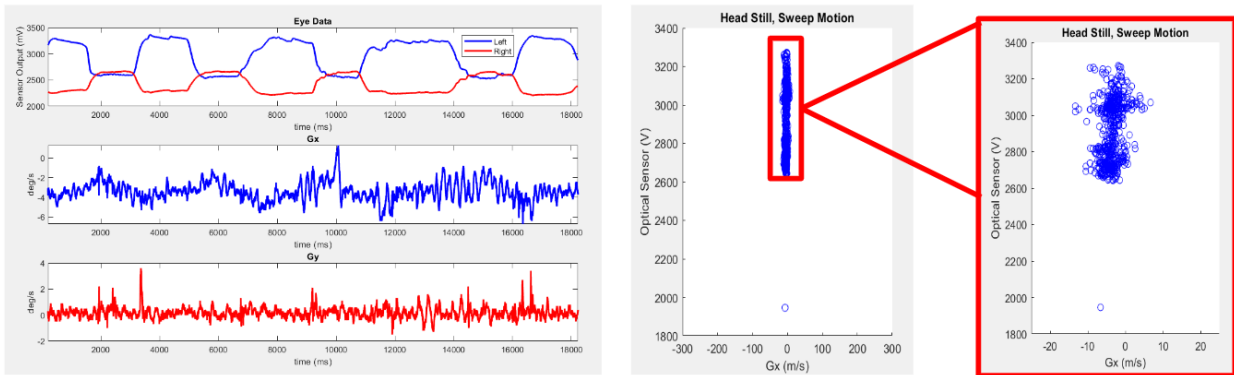 Eye Data
Sensor Output (mV)
3500
3000
2500
2000
Left
Right
2000 4000 6000 8000 10000 12000 14000 16000 18000
time (ms)
Gx
deg/s
0
-2
-4
-6
2000 4000 6000 8000 10000 12000 14000 16000 18000
time (ms)
Gy
deg/s
4
2
0
-2
2000 4000 6000 8000 10000 12000 14000 16000 18000
time (ms)
Head Still, Sweep Motion
Optical Sensor (V)
3400
3200
3000
2800
2600
2400
2200
2000
1800
-300 -200 -100 0 100 200 300
Gx (m/s)
Head Still, Sweep Motion
Optical Sensor (V)
3400
3200
3000
2800
2600
2400
2200
2000
1800
-20 -10 0 10 20
Gx (m/s)